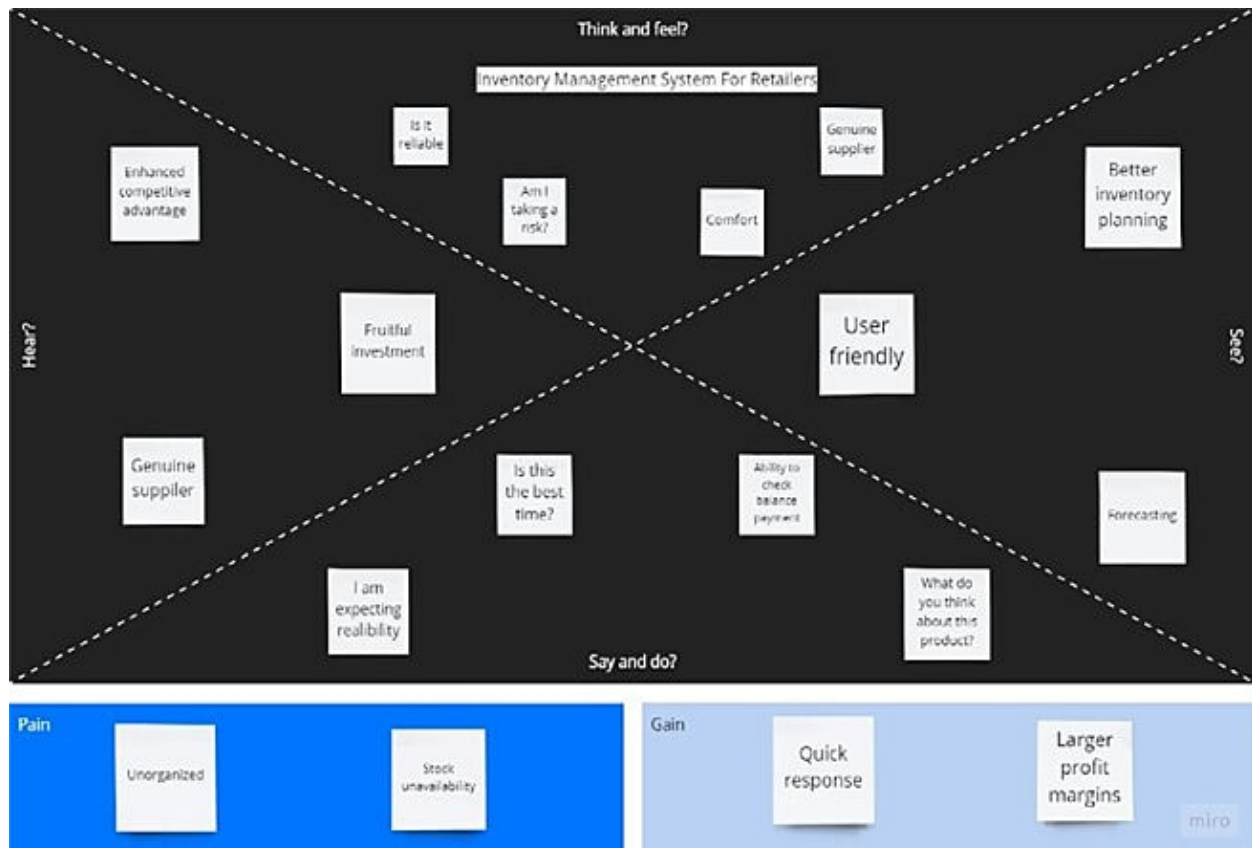 Think and feel?
Inventory Management System For Retailers
Is it
reliable
Genuine
supplier
Enhanced
competitive
advantage
Am I
taking a
risk?
Comfort
Better
inventory
planning
Hear?
Fruitful
investment
User
friendly
See?
Genuine
suppiler
Is this
the best
time?
Ability to
check
balance
payment
Forecasting
I am
expecting
realibility
What do
you think
about this
product?
Say and do?
Pain
Unorganized
Stock
unavailability
Gain
Quick
response
Larger
profit
margins
miro